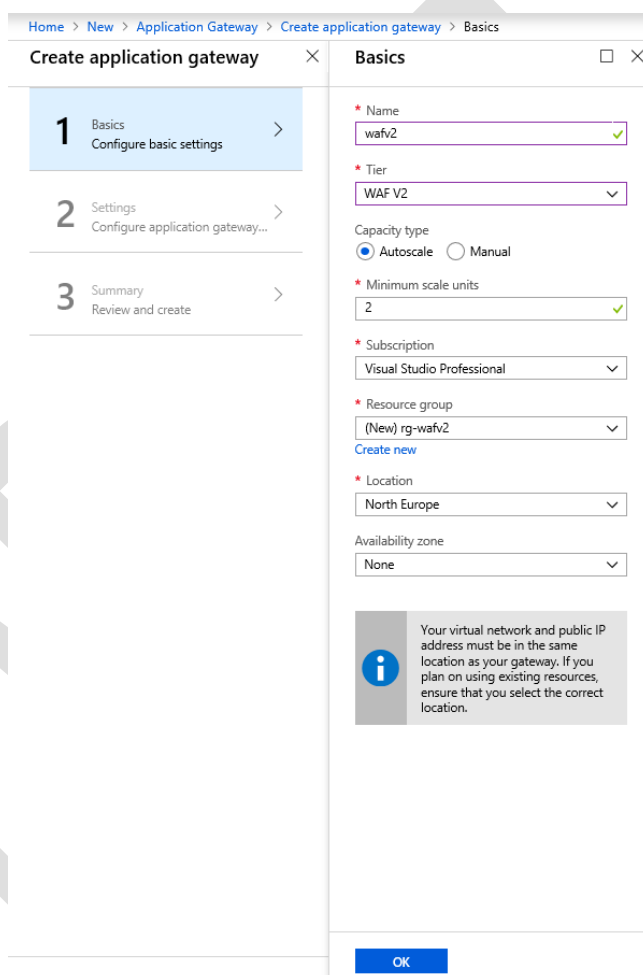 Home > New > Application Gateway > Create application gateway > Basics
Create application gateway
1
Basics
Configure basic settings
2
Settings
Configure application gateway...
3
Summary
Review and create
Basics
* Name
wafv2
* Tier
WAF V2
Capacity type
Autoscale Manual
* Minimum scale units
2
* Subscription
Visual Studio Professional
* Resource group
(New) rg-wafv2
Create new
* Location
North Europe
Availability zone
None
Your virtual network and public IP
address must be in the same
location as your gateway. If you
plan on using existing resources,
ensure that you select the correct
location.
OK